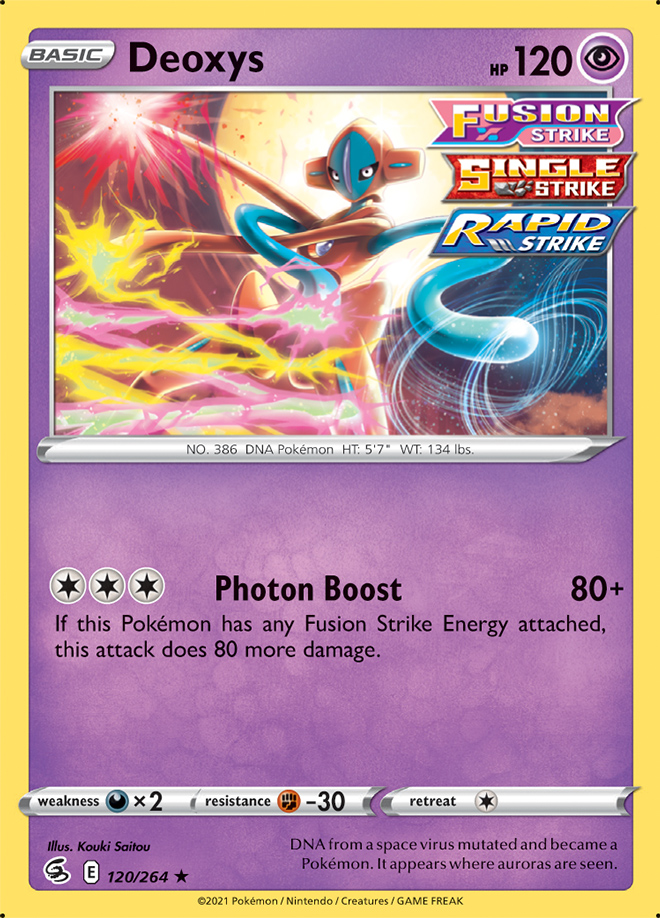 BASIC Deoxys HP 120
FUSION
STRIKE
SINGLE
STRIKE
RAPID
STRIKE
NO. 386 DNA Pokémon HT: 5'7" WT: 134 lbs.
Photon Boost 80+
If this Pokémon has any Fusion Strike Energy attached,
this attack does 80 more damage.
weakness ×2 resistance -30 retreat
Illus. Kouki Saitou
DNA from a space virus mutated and became a
Pokémon. It appears where auroras are seen.
E 120/264 ★
©2021 Pokémon / Nintendo / Creatures / GAME FREAK